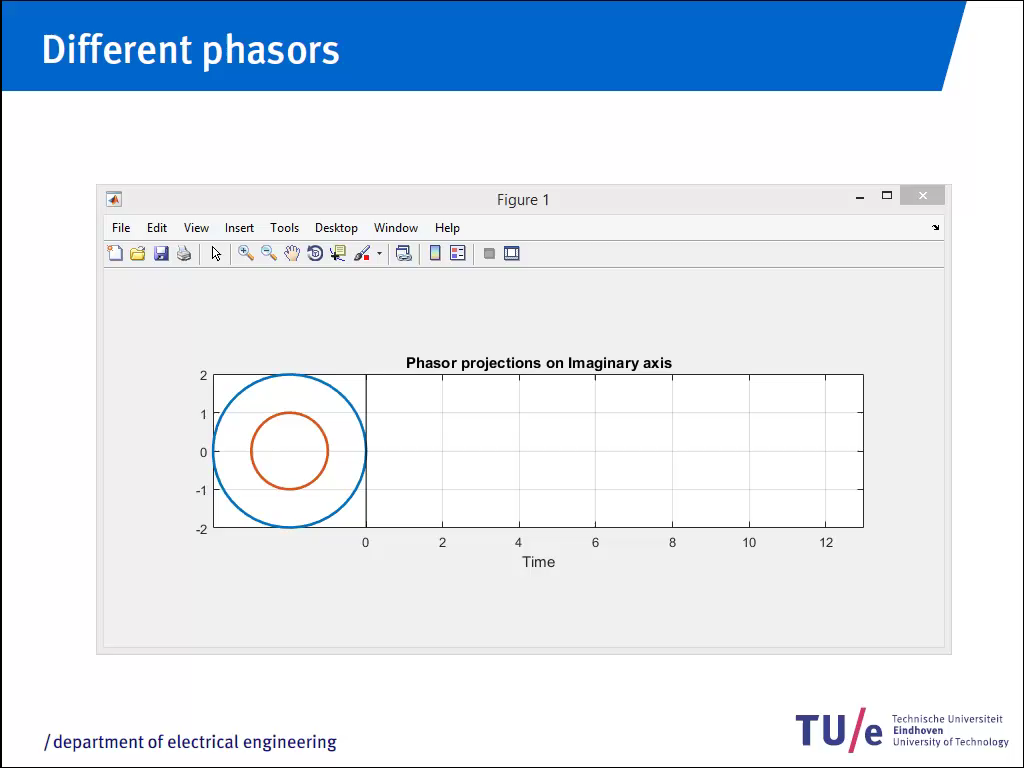 Different phasors
Figure 1
File Edit View Insert Tools Desktop Window Help
Phasor projections on Imaginary axis
2
1
0
-1
-2
0 2 4 6 8 10 12
Time
/ department of electrical engineering
TU/e
Technische Universiteit
Eindhoven
University of Technology